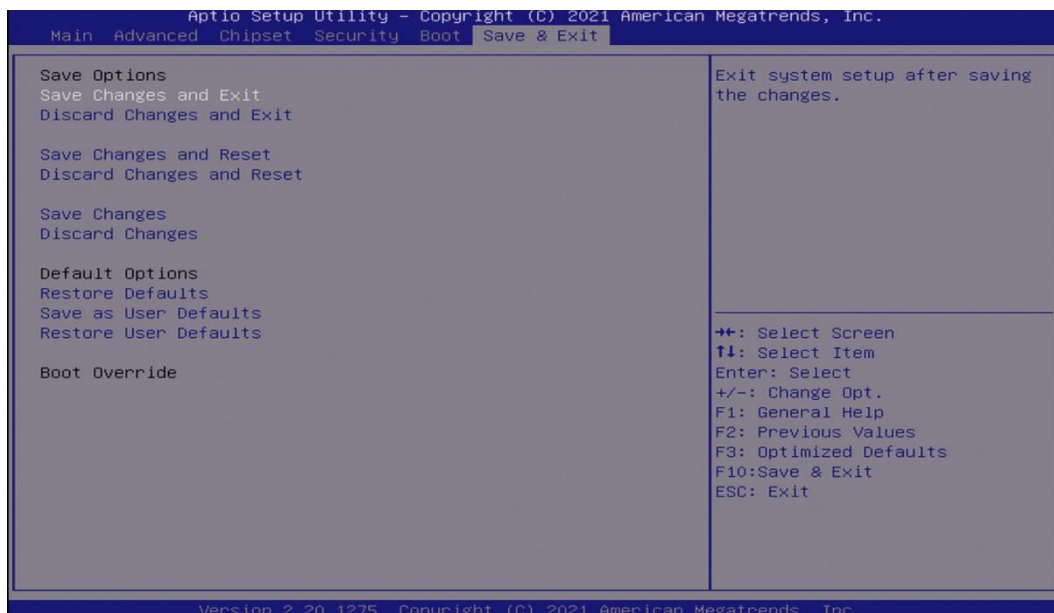 Aptio Setup Utility – Copyright (C) 2021 American Megatrends, Inc.
Main Advanced Chipset Security Boot Save & Exit
Save Options
Save Changes and Exit
Discard Changes and Exit
Save Changes and Reset
Discard Changes and Reset
Save Changes
Discard Changes
Default Options
Restore Defaults
Save as User Defaults
Restore User Defaults
Boot Override
Exit system setup after saving
the changes.
→←: Select Screen
↑↓: Select Item
Enter: Select
+/-: Change Opt.
F1: General Help
F2: Previous Values
F3: Optimized Defaults
F10:Save & Exit
ESC: Exit
Version 2.20.1275. Copyright (C) 2021 American Megatrends, Inc.